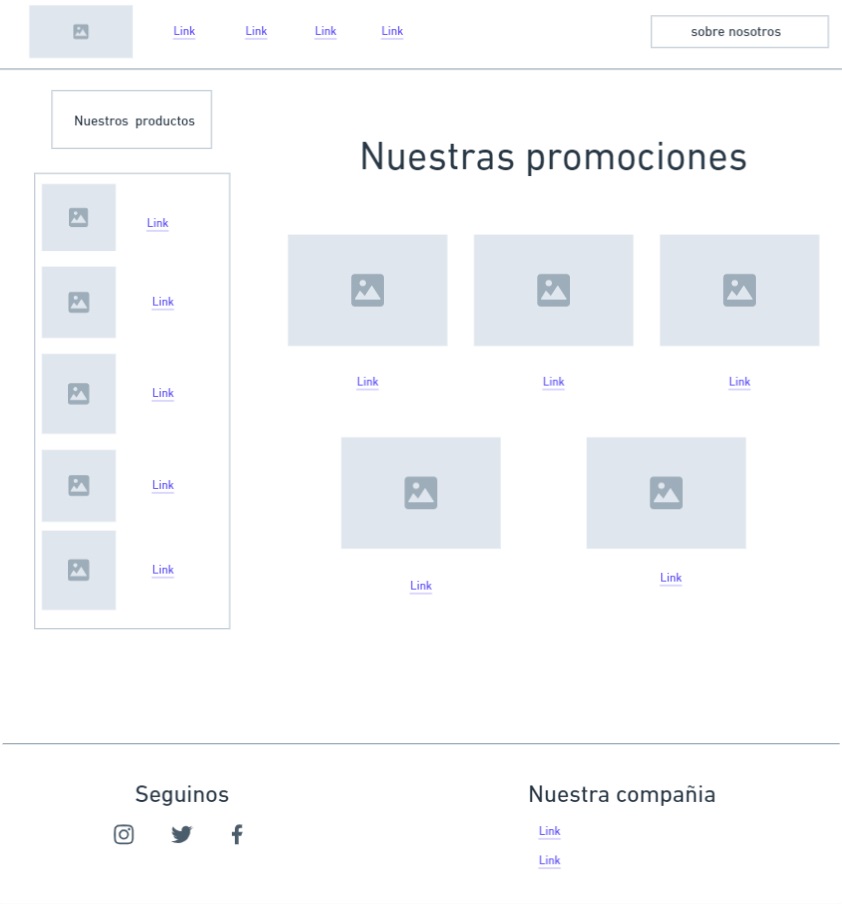 Link Link Link Link sobre nosotros
Nuestros productos
Link
Link
Link
Link
Link
Nuestras promociones
Link Link Link
Link Link
Seguinos
Nuestra compañia
Link
Link